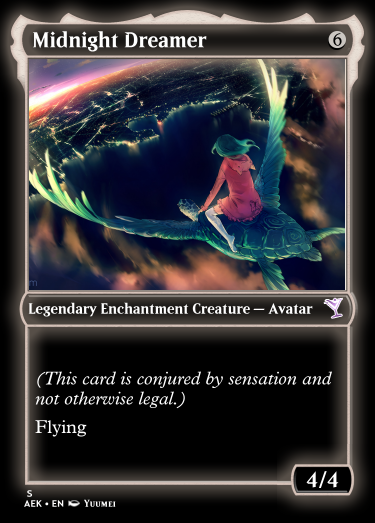 Midnight Dreamer 6
Legendary Enchantment Creature — Avatar
(This card is conjured by sensation and
not otherwise legal.)
Flying
4/4
S
AEK • EN Yuumei